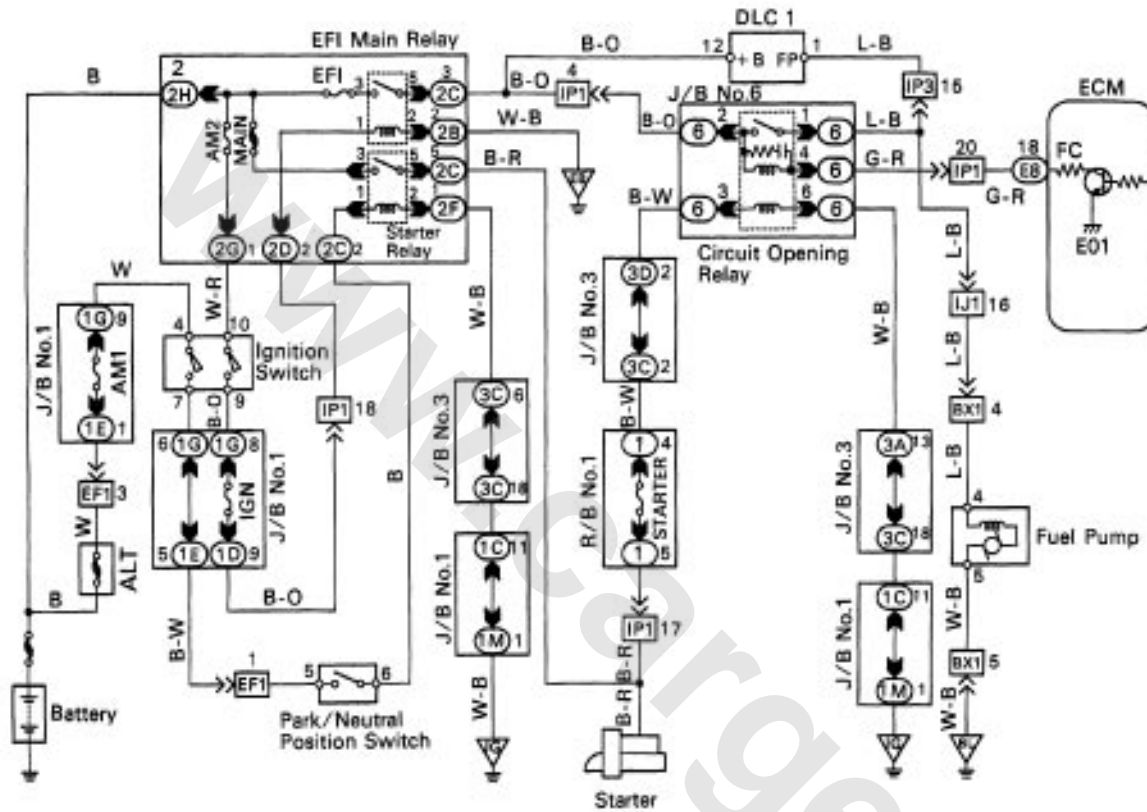 DLC 1
EFI Main Relay
B-O
12
+B
FP
1
L-B
B
2
2H
EFI
3
5
3
2C
B-O
4
IP1
J/B No.6
IP3
15
ECM
AM2
MAIN
1
2
2
2B
W-B
B-O
6
2
1
6
L-B
20
18
FC
3
5
5
2C
B-R
4
6
G-R
IP1
E8
G-R
E01
1
2
1
2F
B-W
6
3
6
6
Starter
Relay
2G
1
2D
2
2C
2
Circuit Opening
Relay
W
W-R
L-B
1G
9
J/B No.1
AM1
1E
1
4
10
Ignition
Switch
7
9
B-O
W-B
J/B No.3
3D
2
3C
2
W-B
IJ1
16
L-B
EF1
3
W
ALT
B
6
1G
1G
8
IGN
J/B No.1
5
1E
1D
9
IP1
18
B
J/B No.3
3C
6
3C
18
B-W
R/B No.1
1
4
STARTER
1
5
J/B No.3
3A
13
3C
18
BX1
4
L-B
4
Fuel Pump
5
B-O
B-W
J/B No.1
1C
11
1M
1
IP1
17
B-R
B-R
J/B No.1
1C
11
1M
1
W-B
BX1
5
W-B
1
EF1
5
6
Park/Neutral
Position Switch
Battery
W-B
Starter
www.carge